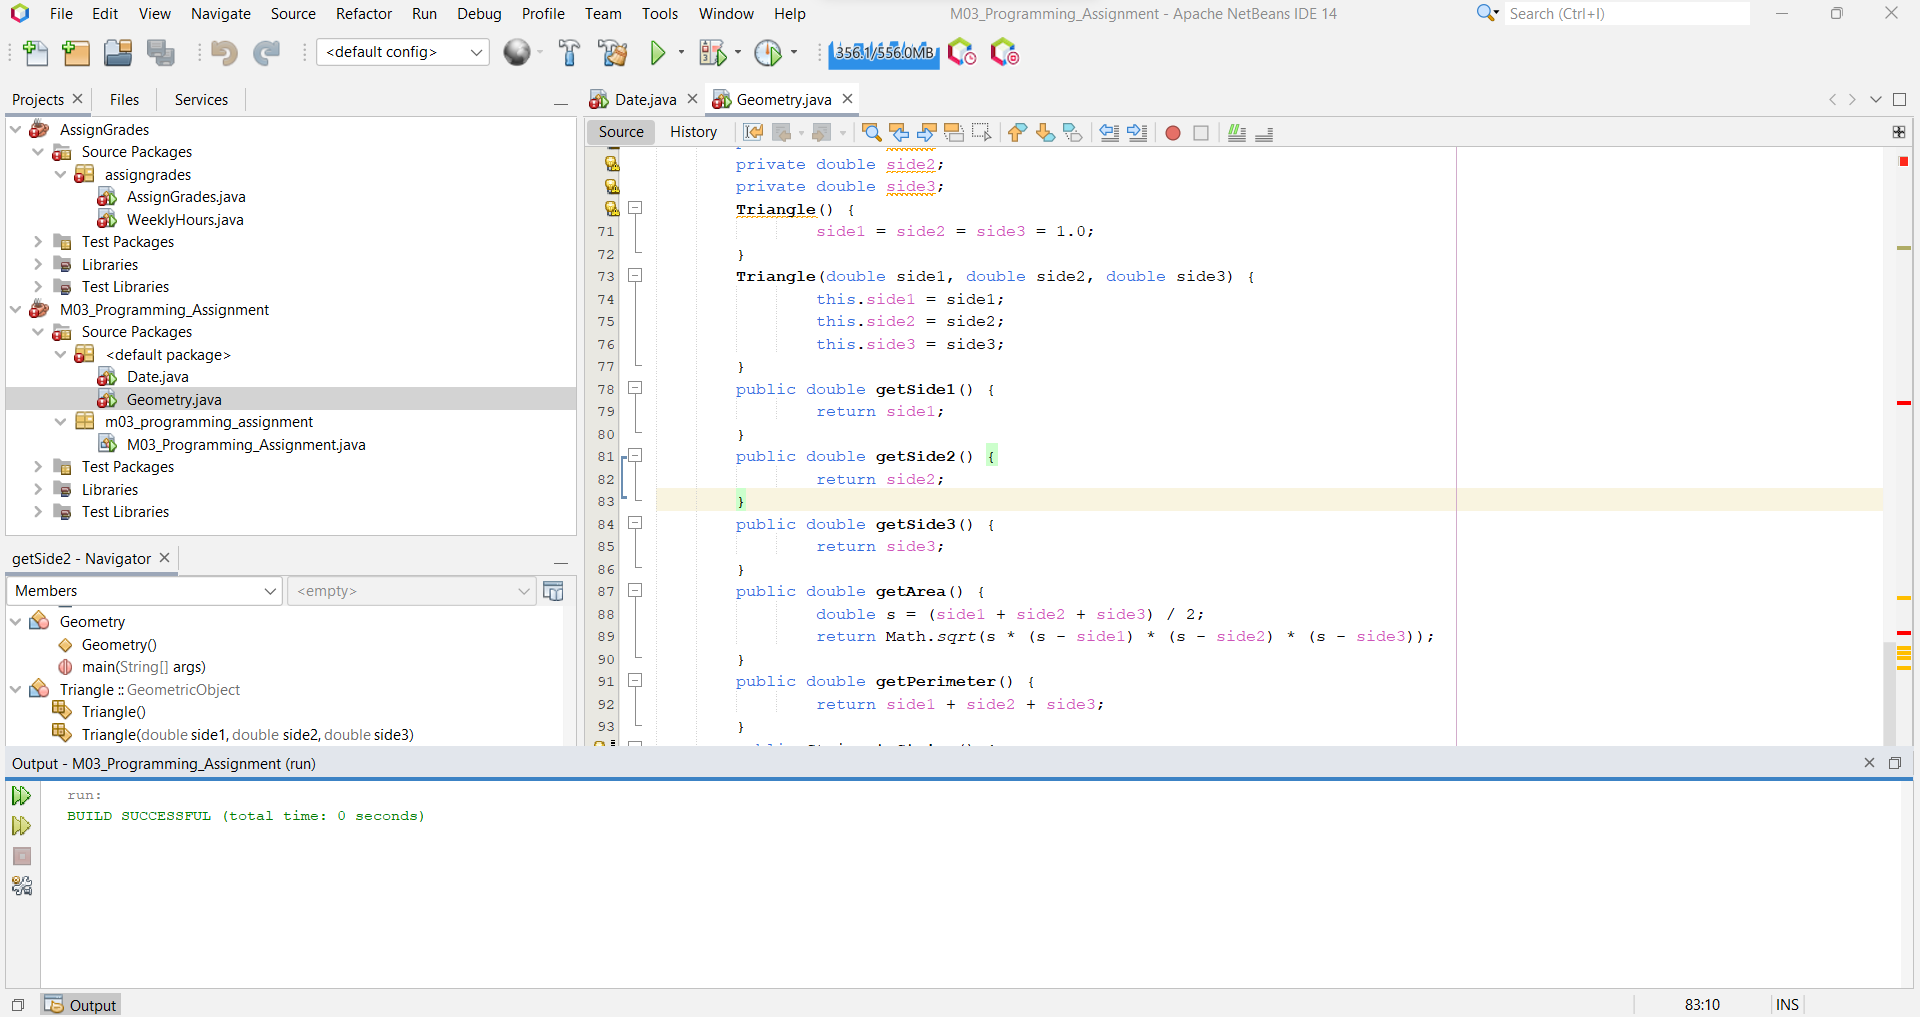 File Edit View Navigate Source Refactor Run Debug Profile Team Tools Window Help
M03_Programming_Assignment - Apache NetBeans IDE 14
Search (Ctrl+I)
<default config>
356.1/556.0MB
Projects Files Services
AssignGrades
Source Packages
assigngrades
AssignGrades.java
WeeklyHours.java
Test Packages
Libraries
Test Libraries
M03_Programming_Assignment
Source Packages
<default package>
Date.java
Geometry.java
m03_programming_assignment
M03_Programming_Assignment.java
Test Packages
Libraries
Test Libraries
getSide2 - Navigator
Members
<empty>
Geometry
Geometry()
main(String[] args)
Triangle :: GeometricObject
Triangle()
Triangle(double side1, double side2, double side3)
Date.java Geometry.java
Source History
private double side2;
private double side3;
Triangle() {
71 side1 = side2 = side3 = 1.0;
72 }
73 Triangle(double side1, double side2, double side3) {
74 this.side1 = side1;
75 this.side2 = side2;
76 this.side3 = side3;
77 }
78 public double getSide1() {
79 return side1;
80 }
81 public double getSide2() {
82 return side2;
83 }
84 public double getSide3() {
85 return side3;
86 }
87 public double getArea() {
88 double s = (side1 + side2 + side3) / 2;
89 return Math.sqrt(s * (s - side1) * (s - side2) * (s - side3));
90 }
91 public double getPerimeter() {
92 return side1 + side2 + side3;
93 }
Output - M03_Programming_Assignment (run)
run:
BUILD SUCCESSFUL (total time: 0 seconds)
Output
83:10 INS